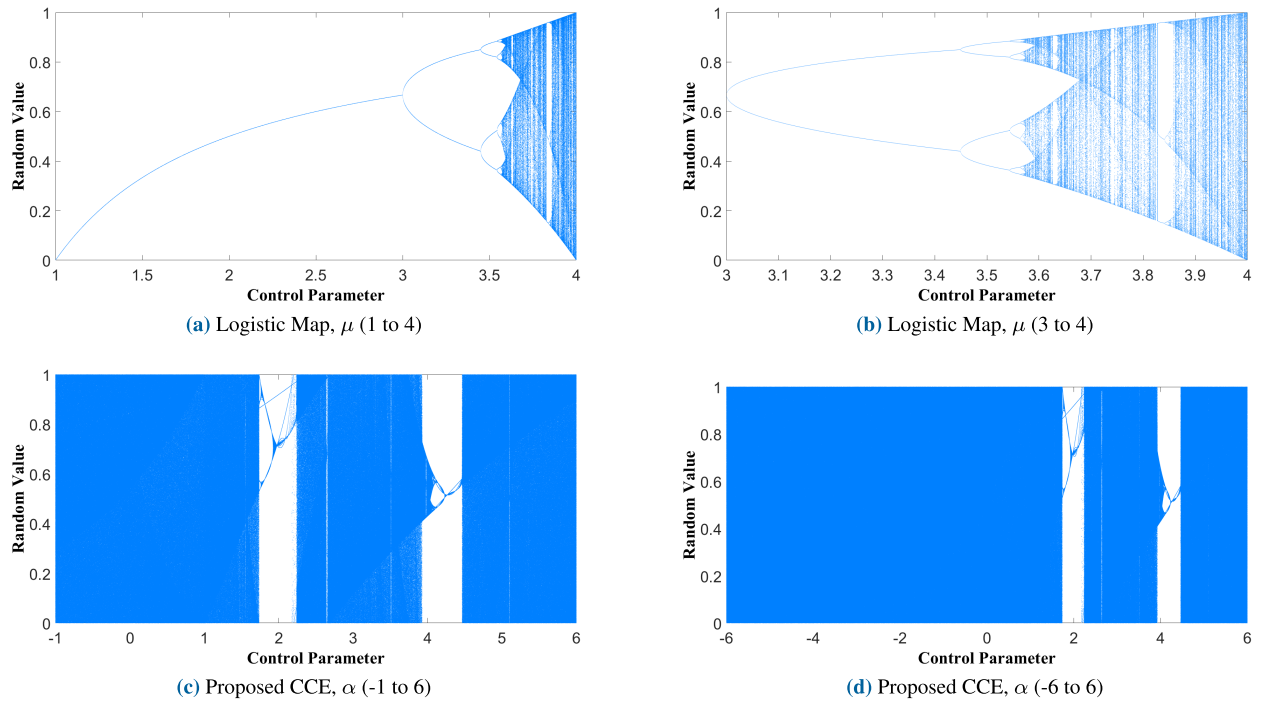 1
0.8
0.6
0.4
0.2
0
Random Value
1 1.5 2 2.5 3 3.5 4
Control Parameter
(a) Logistic Map, μ (1 to 4)
1
0.8
0.6
0.4
0.2
0
Random Value
3 3.1 3.2 3.3 3.4 3.5 3.6 3.7 3.8 3.9 4
Control Parameter
(b) Logistic Map, μ (3 to 4)
1
0.8
0.6
0.4
0.2
0
Random Value
-1 0 1 2 3 4 5 6
Control Parameter
(c) Proposed CCE, α (-1 to 6)
1
0.8
0.6
0.4
0.2
0
Random Value
-6 -4 -2 0 2 4 6
Control Parameter
(d) Proposed CCE, α (-6 to 6)